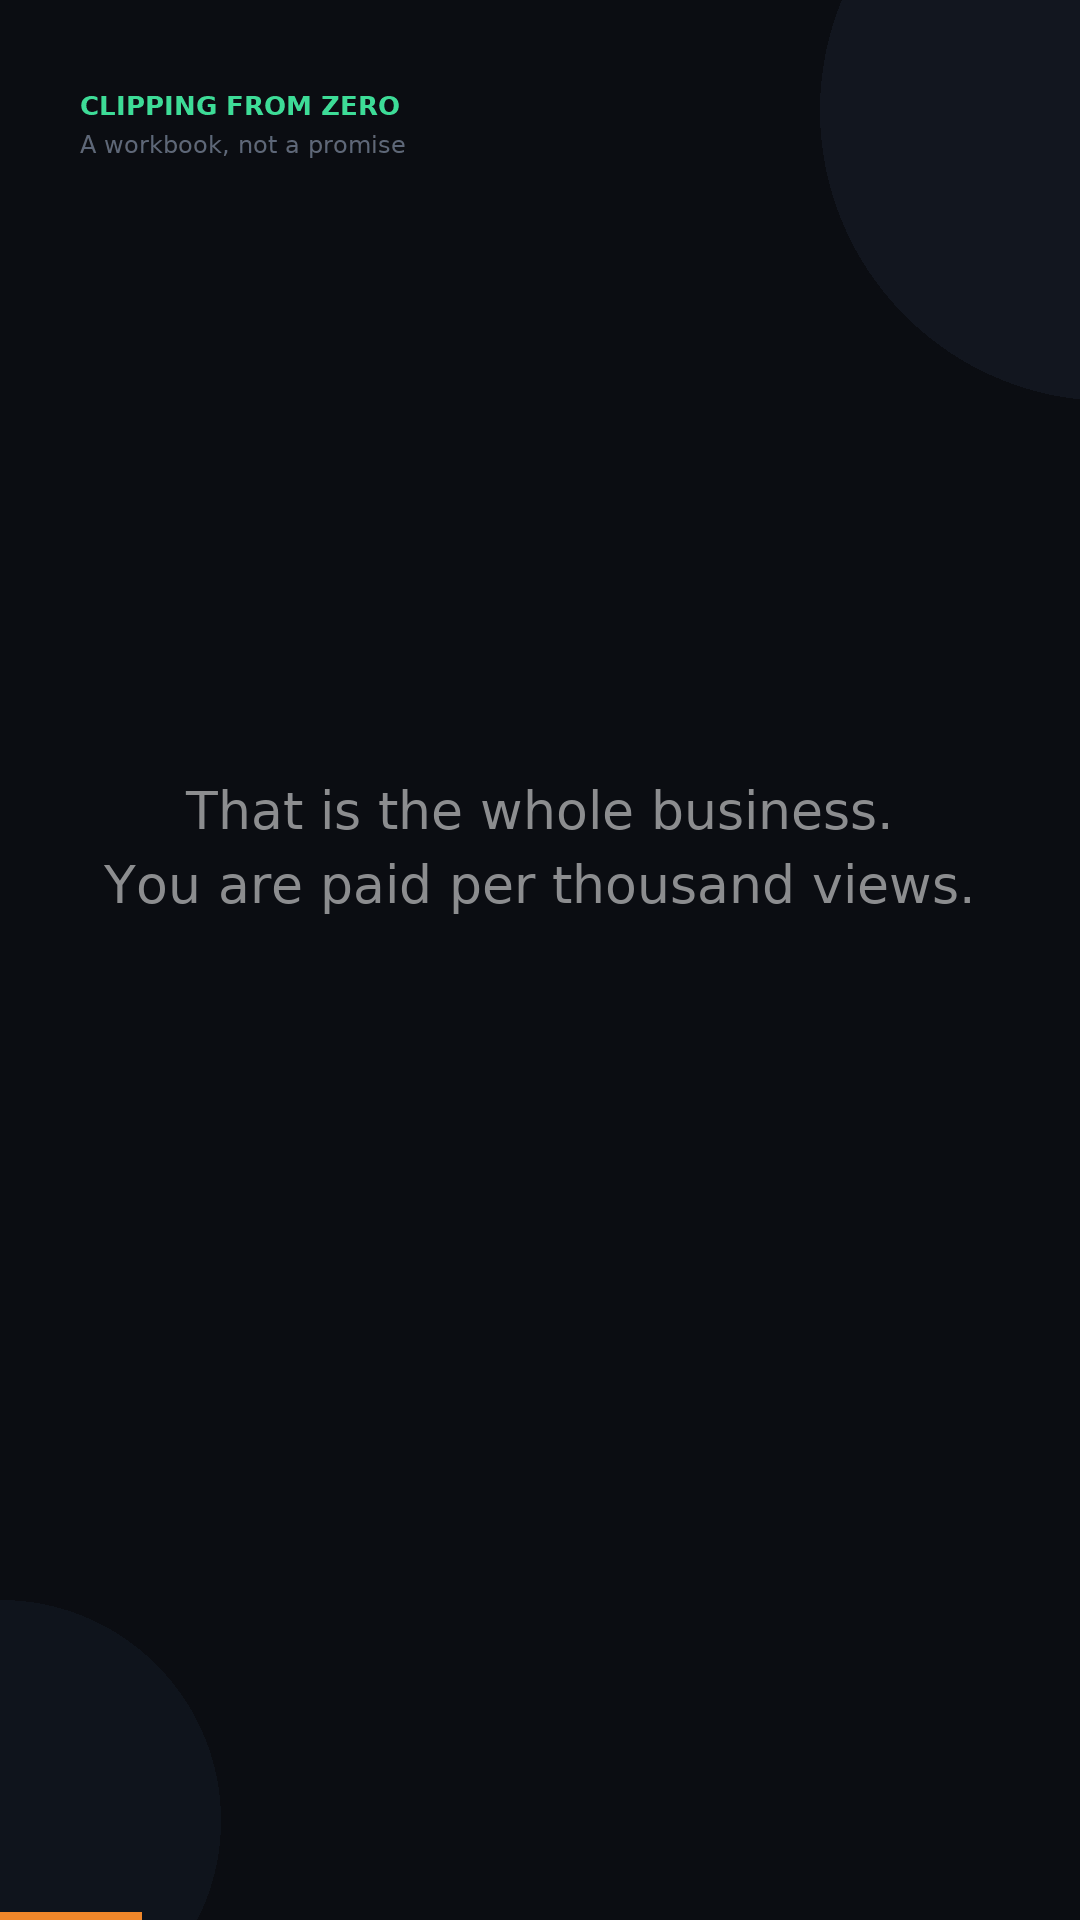 CLIPPING FROM ZERO
A workbook, not a promise
That is the whole business.
You are paid per thousand views.